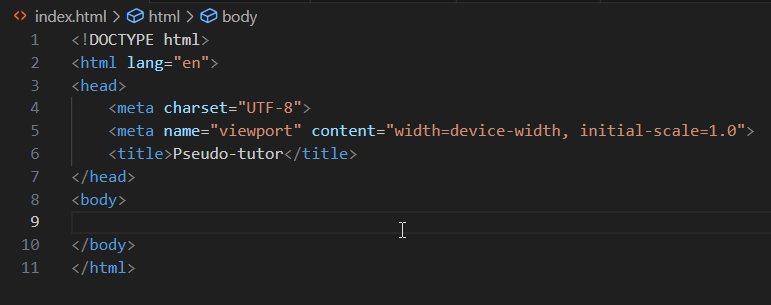 index.html > html > body
1 <!DOCTYPE html>
2 <html lang="en">
3 <head>
4 <meta charset="UTF-8">
5 <meta name="viewport" content="width=device-width, initial-scale=1.0">
6 <title>Pseudo-tutor</title>
7 </head>
8 <body>
9
10 </body>
11 </html>